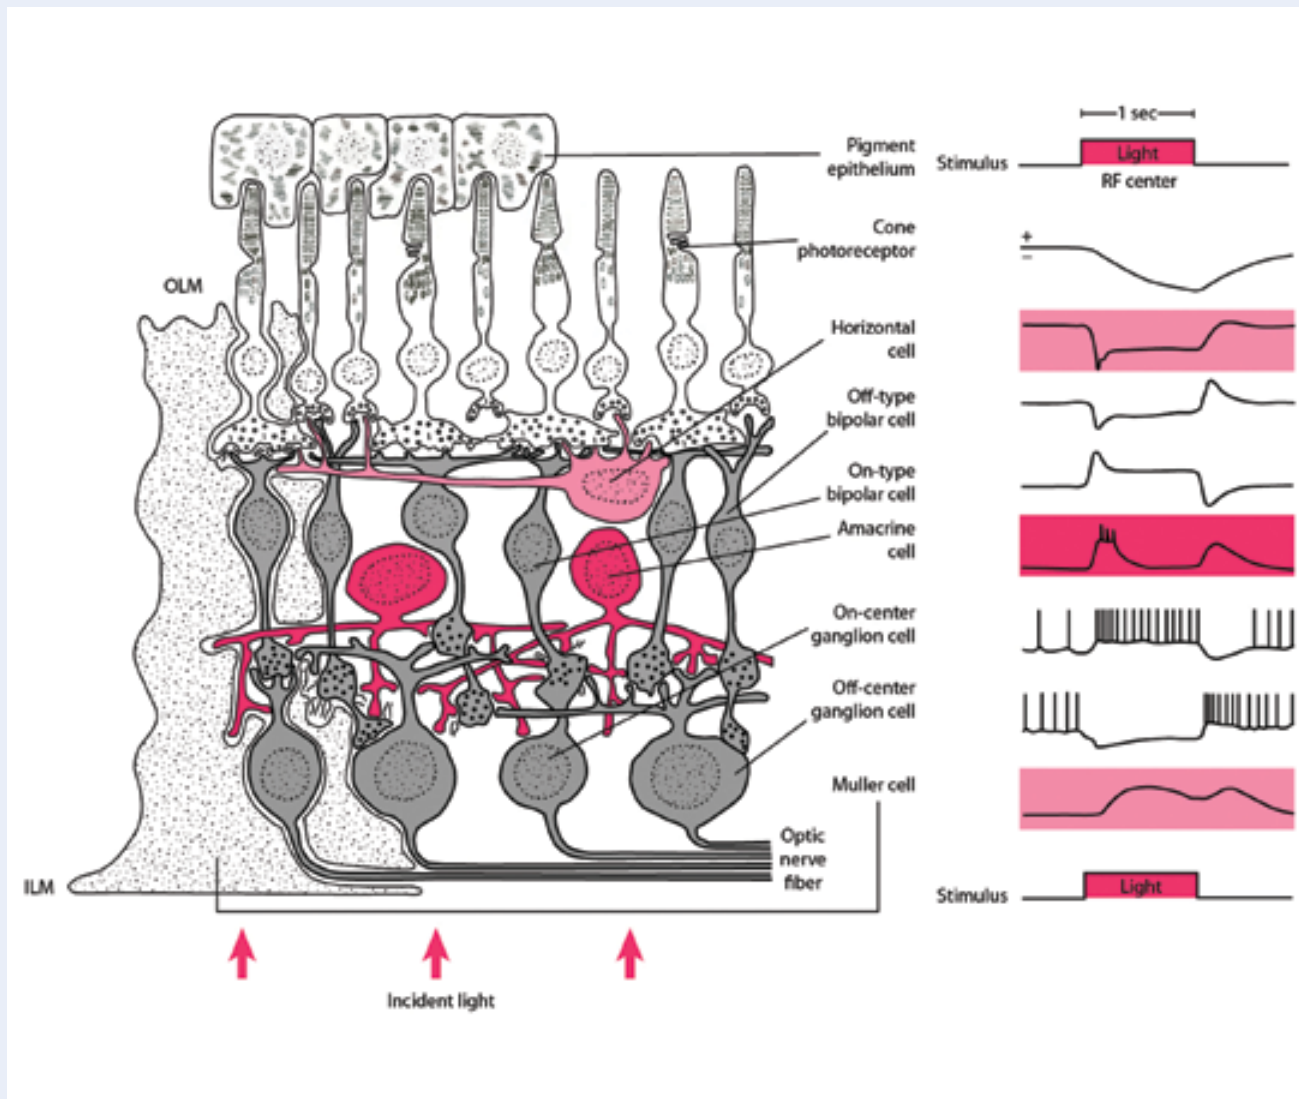 1 sec
Stimulus
Light
RF center
Pigment
epithelium
+
−
Cone
photoreceptor
OLM
Horizontal
cell
Off-type
bipolar cell
On-type
bipolar cell
Amacrine
cell
On-center
ganglion cell
Off-center
ganglion cell
Muller cell
Optic
nerve
fiber
ILM
Stimulus
Light
Incident light